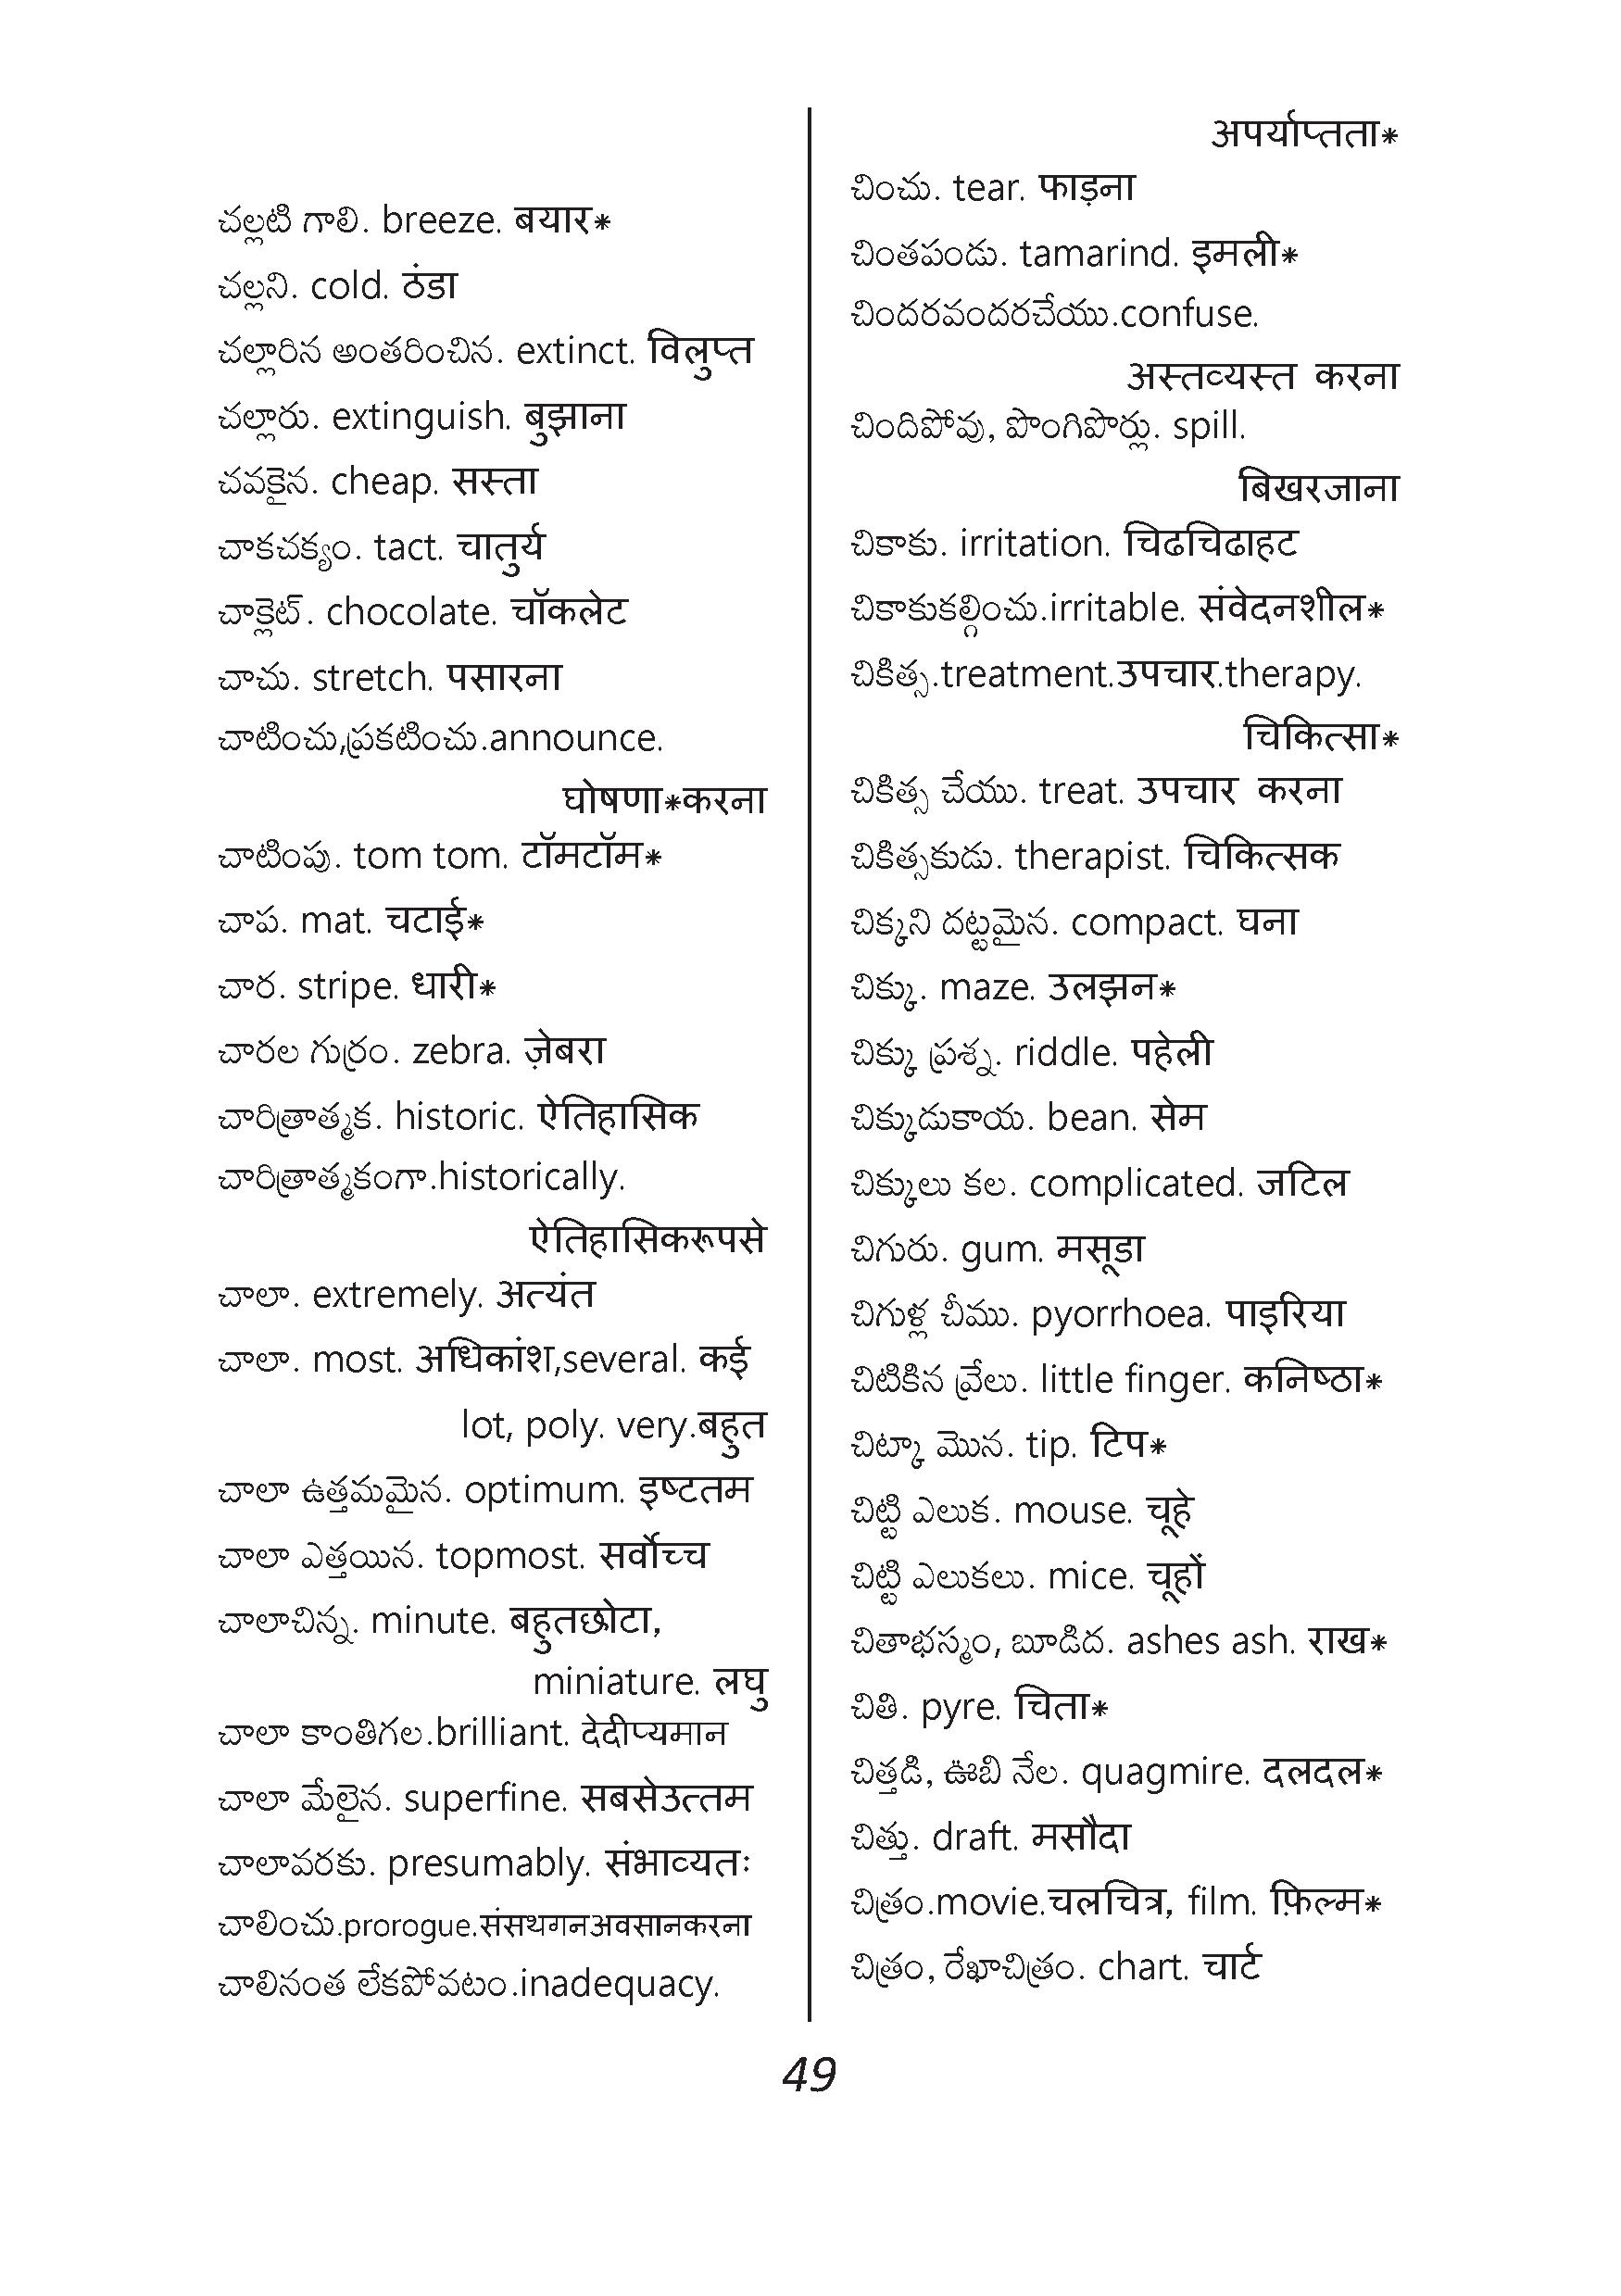 చల్లటి గాలి. breeze. बयार*
చల్లని. cold. ठंडा
చల్లారిన అంతరించిన. extinct. विलुप्त
చల్లారు. extinguish. बुझाना
చవకైన. cheap. सस्ता
చాకచక్యం. tact. चातुर्य
చాక్లెట్. chocolate. चॉकलेट
చాచు. stretch. पसारना
చాటించు,ప్రకటించు.announce.
घोषणा*करना
చాటింపు. tom tom. टॉमटॉम*
చాప. mat. चटाई*
చార. stripe. धारी*
చారల గుర్రం. zebra. ज़ेबरा
చారిత్రాత్మక. historic. ऐतिहासिक
చారిత్రాత్మకంగా.historically.
ऐतिहासिकरूपसे
చాలా. extremely. अत्यंत
చాలా. most. अधिकांश,several. कई
lot, poly. very.बहुत
చాలా ఉత్తమమైన. optimum. इष्टतम
చాలా ఎత్తయిన. topmost. सर्वोच्च
చాలాచిన్న. minute. बहुतछोटा,
miniature. लघु
చాలా కాంతిగల.brilliant. देदीप्यमान
చాలా మేలైన. superfine. सबसेउत्तम
చాలావరకు. presumably. संभाव्यतः
చాలించు.prorogue.संसथगनअवसानकरना
చాలినంత లేకపోవటం.inadequacy.
अपर्याप्तता*
చించు. tear. फाड़ना
చింతపండు. tamarind. इमली*
చిందరవందరచేయు.confuse.
अस्तव्यस्त करना
చిందిపోవు, పొంగిపొర్లు. spill.
बिखरजाना
చికాకు. irritation. चिढचिढाहट
చికాకుకల్గించు.irritable. संवेदनशील*
చికిత్స.treatment.उपचार.therapy.
चिकित्सा*
చికిత్స చేయు. treat. उपचार करना
చికిత్సకుడు. therapist. चिकित्सक
చిక్కని దట్టమైన. compact. घना
చిక్కు. maze. उलझन*
చిక్కు ప్రశ్న. riddle. पहेली
చిక్కుడుకాయ. bean. सेम
చిక్కులు కల. complicated. जटिल
చిగురు. gum. मसूडा
చిగుళ్ల చీము. pyorrhoea. पाइरिया
చిటికిన వ్రేలు. little finger. कनिष्ठा*
చిట్కా మొన. tip. टिप*
చిట్టి ఎలుక. mouse. चूहे
చిట్టి ఎలుకలు. mice. चूहों
చితాభస్మం, బూడిద. ashes ash. राख*
చితి. pyre. चिता*
చిత్తడి, ఊబి నేల. quagmire. दलदल*
చిత్తు. draft. मसौदा
చిత్రం.movie.चलचित्र, film. फ़िल्म*
చిత్రం, రేఖాచిత్రం. chart. चार्ट
49